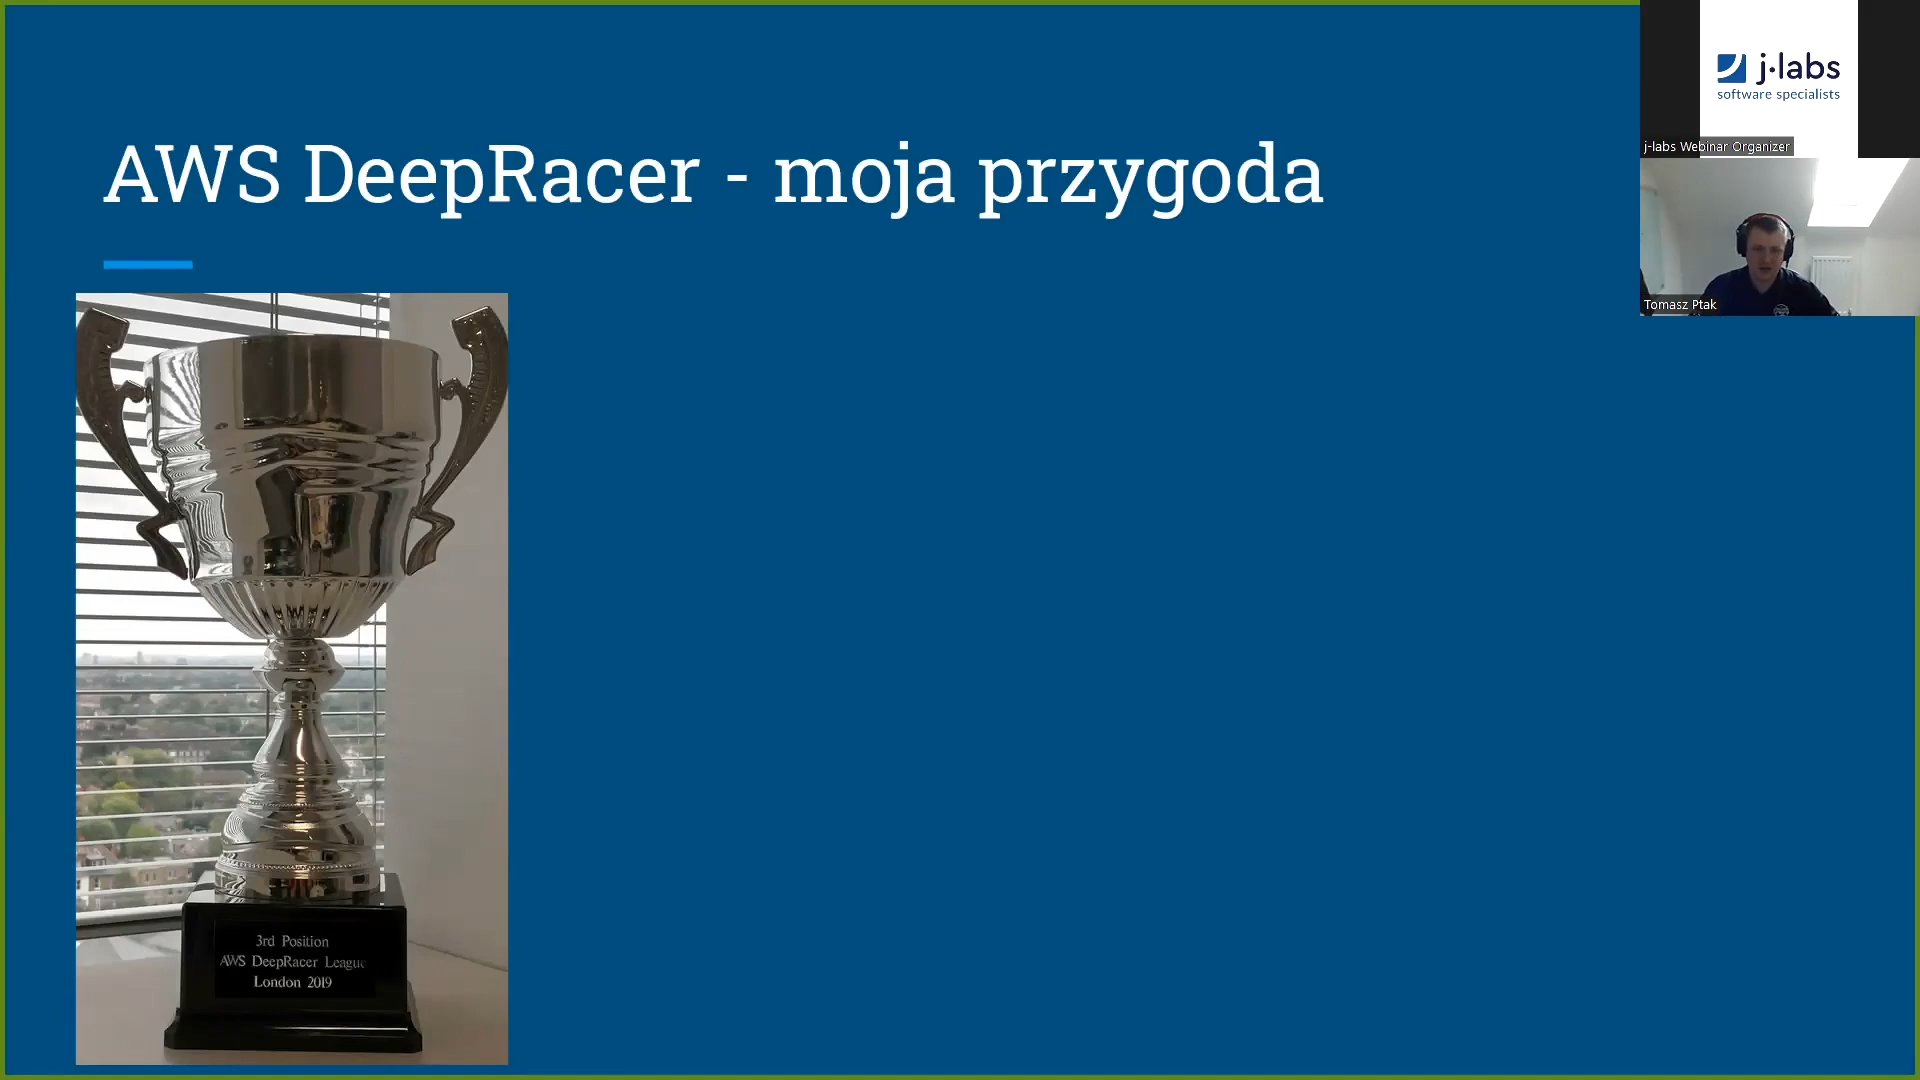 AWS DeepRacer - moja przygoda
j·labs
software specialists
j-labs Webinar Organizer
Tomasz Ptak
3rd Position
AWS DeepRacer League
London 2019